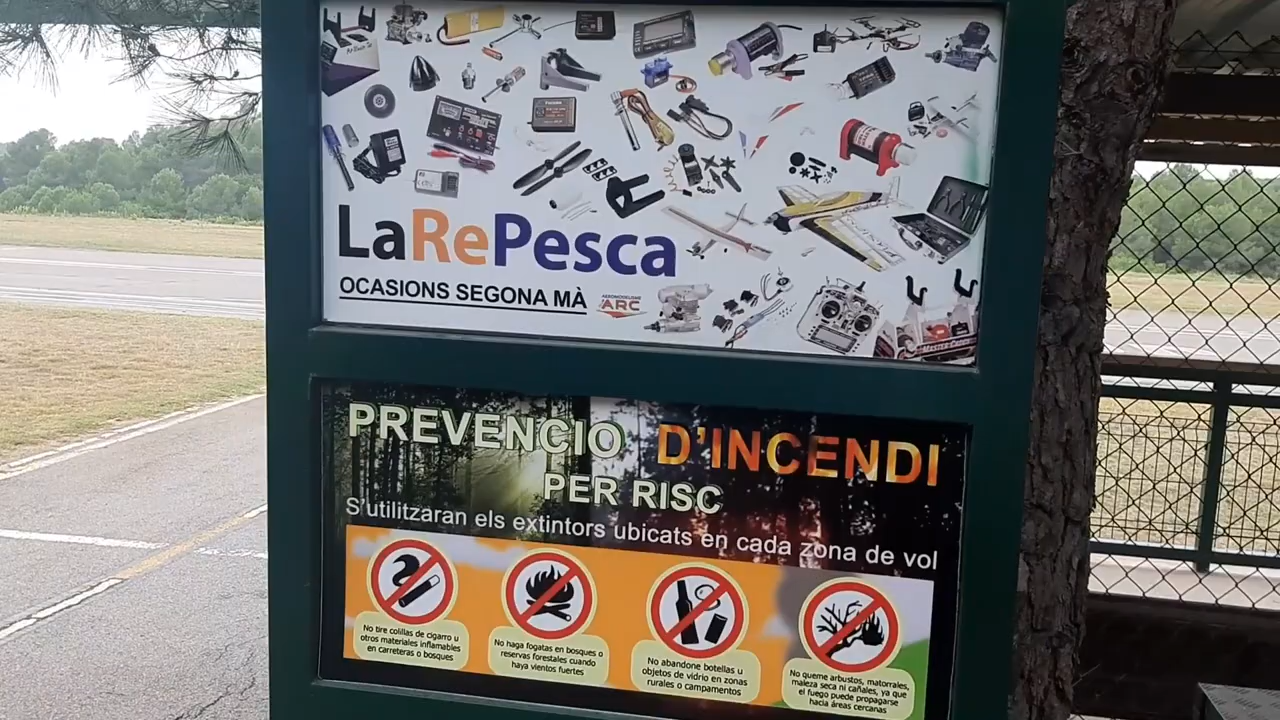 LaRePesca
OCASIONS SEGONA MÀ
AEROMODELISME
ARC
MASTER CADDY
PREVENCIO D'INCENDI
PER RISC
S'utilitzaran els extintors ubicats en cada zona de vol
No tire colillas de cigarro u
otros materiales inflamables
en carreteras o bosques
No haga fogatas en bosques o
reservas forestales cuando
haya vientos fuertes
No abandone botellas u
objetos de vidrio en zonas
rurales o campamentos
No queme arbustos, matorrales,
maleza seca ni cañales, ya que
el fuego puede propagarse
hacia áreas cercanas